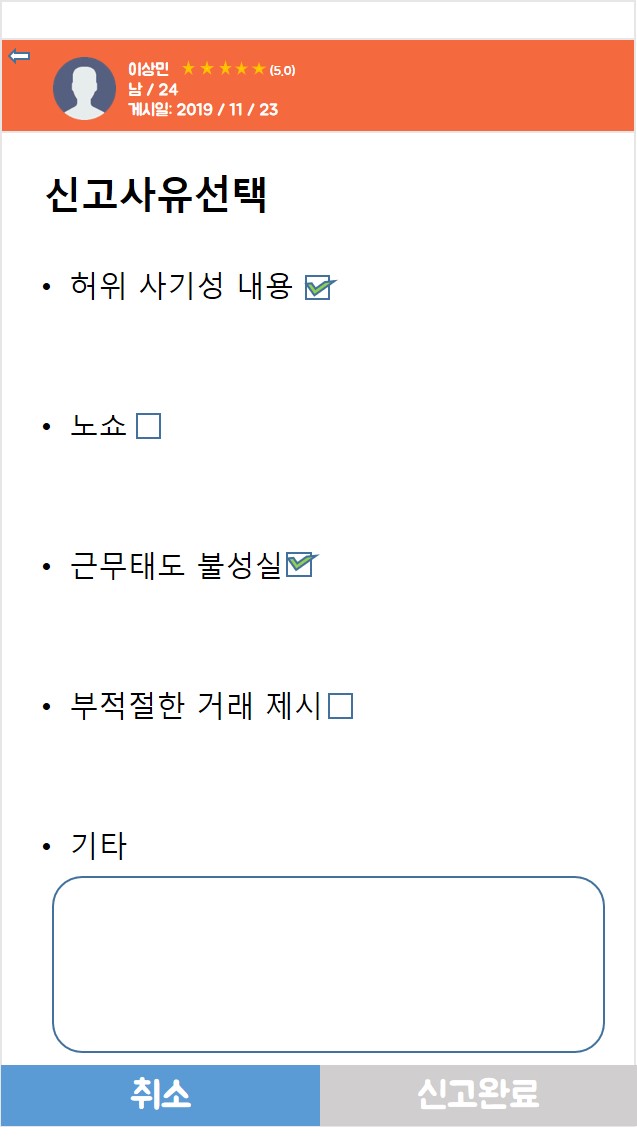 이상민 ★★★★★(5.0)
남 / 24
게시일: 2019 / 11 / 23
신고사유선택
• 허위 사기성 내용
• 노쇼
• 근무태도 불성실
• 부적절한 거래 제시
• 기타
취소 신고완료